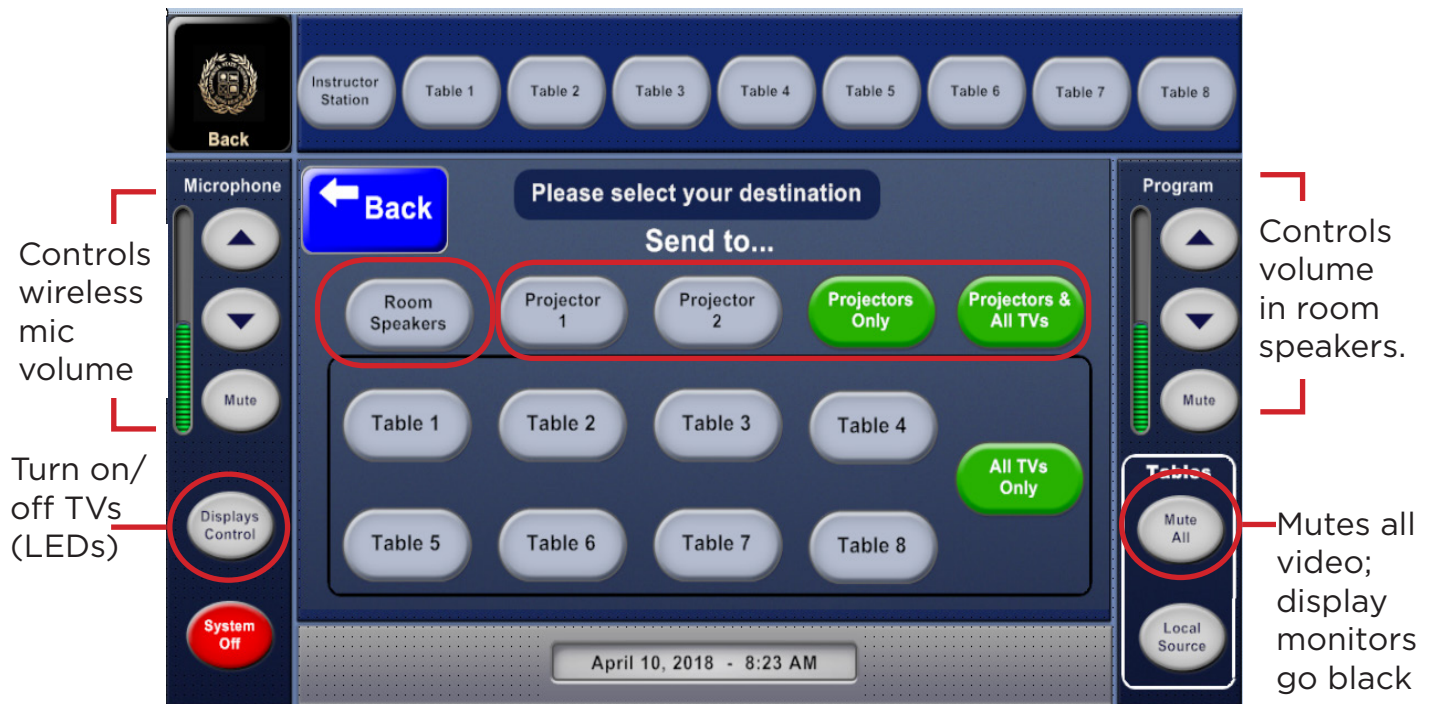 Back
Instructor
Station
Table 1
Table 2
Table 3
Table 4
Table 5
Table 6
Table 7
Table 8
Microphone
Mute
Controls
wireless
mic
volume
Turn on/
off TVs
(LEDs)
Displays
Control
System
Off
Back
Please select your destination
Send to...
Room
Speakers
Projector
1
Projector
2
Projectors
Only
Projectors &
All TVs
Table 1
Table 2
Table 3
Table 4
All TVs
Only
Table 5
Table 6
Table 7
Table 8
April 10, 2018 - 8:23 AM
Program
Mute
Controls
volume
in room
speakers.
Tables
Mute
All
Local
Source
Mutes all
video;
display
monitors
go black